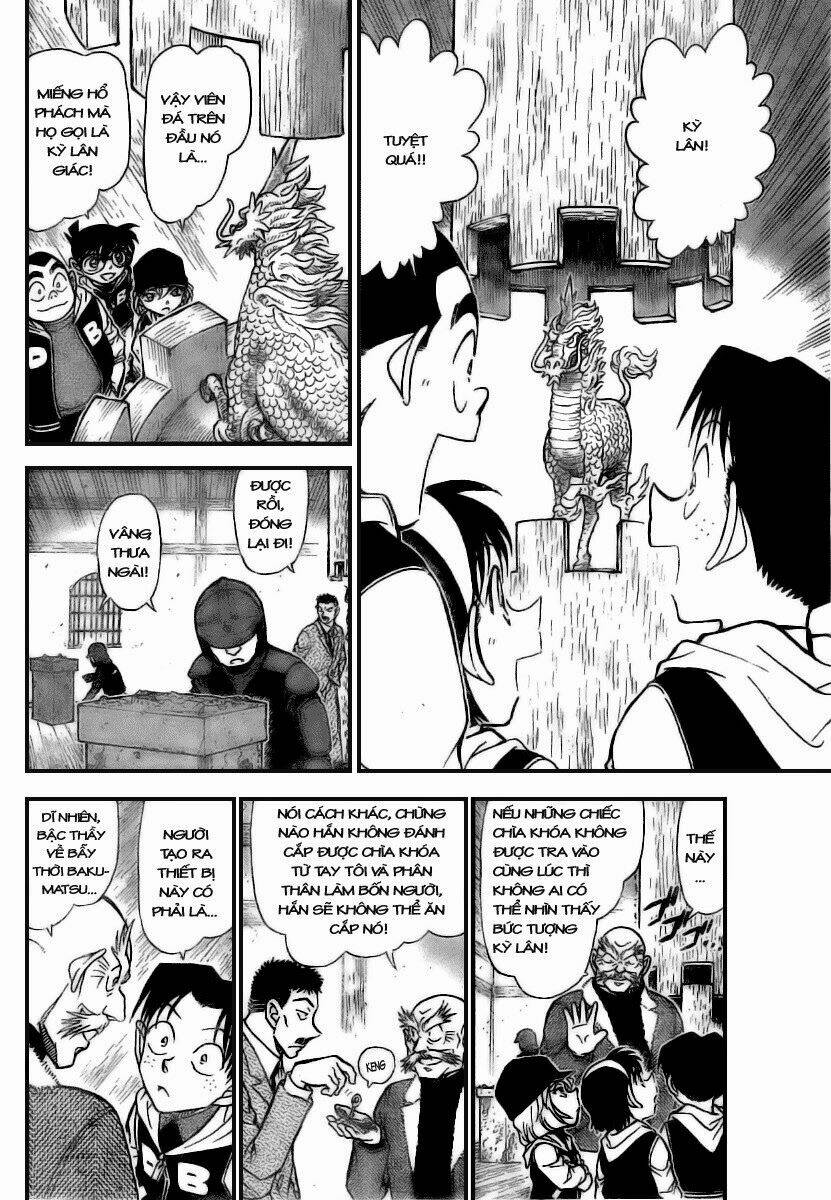 KỲ
LÂN!
TUYỆT
QUÁ!!
VẬY VIÊN
ĐÁ TRÊN
ĐẦU NÓ
LÀ...
MIẾNG HỔ
PHÁCH MÀ
HỌ GỌI LÀ
KỲ LÂN
GIÁC!
B
B
ĐƯỢC
RỒI,
ĐÓNG
LẠI ĐI!
VÂNG,
THƯA
NGÀI!
THẾ
NÀY
...
NẾU NHỮNG CHIẾC
CHÌA KHÓA KHÔNG
ĐƯỢC TRA VÀO
CÙNG LÚC THÌ
KHÔNG AI CÓ
THỂ NHÌN THẤY
BỨC TƯỢNG
KỲ LÂN!
ゴゴゴ...
NÓI CÁCH KHÁC, CHỪNG
NÀO HẮN KHÔNG ĐÁNH
CẮP ĐƯỢC CHÌA KHÓA
TỪ TAY TÔI VÀ PHÂN
THÂN LÀM BỐN NGƯỜI,
HẮN SẼ KHÔNG THỂ ĂN
CẮP NÓ!
KENG
NGƯỜI
TẠO RA
THIẾT BỊ
NÀY CÓ
PHẢI LÀ...
DĨ NHIÊN,
BẬC THẦY
VỀ BẪY
THỜI BAKU-
MATSU...
B